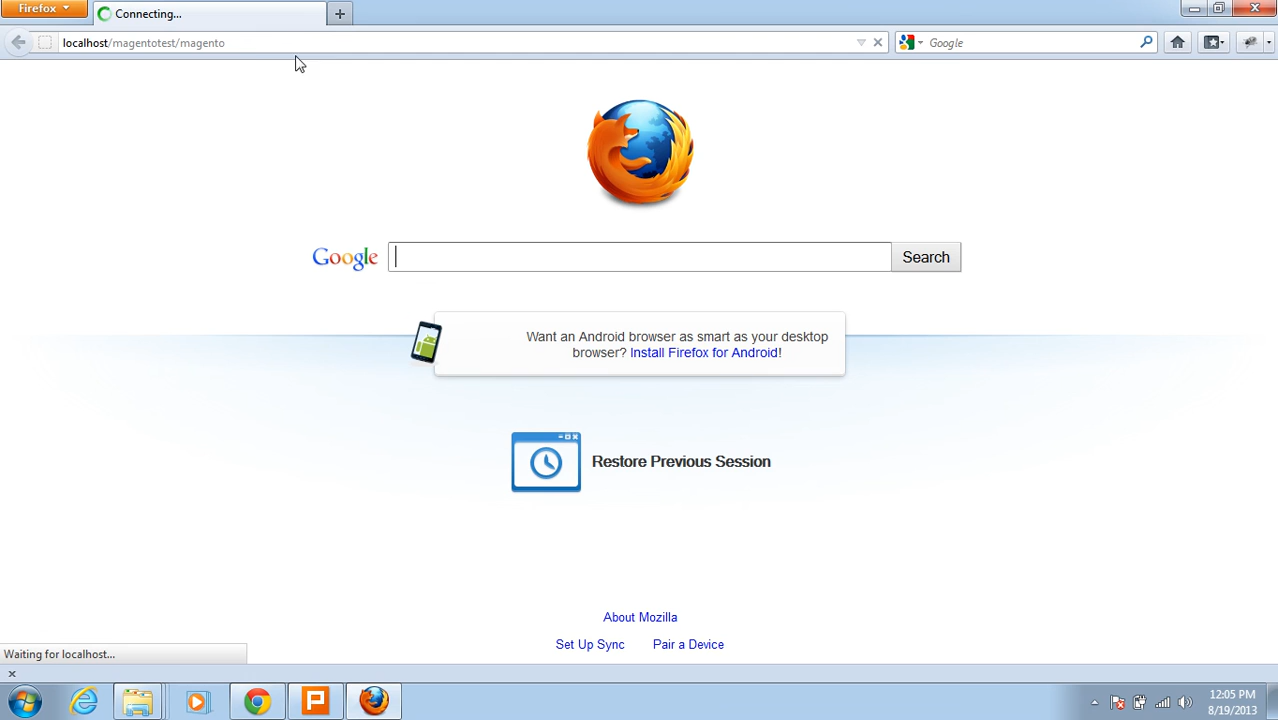 Firefox
Connecting...
localhost/magentotest/magento
Google
Google
Search
Want an Android browser as smart as your desktop
browser? Install Firefox for Android!
Restore Previous Session
About Mozilla
Set Up Sync
Pair a Device
Waiting for localhost...
12:05 PM
8/19/2013